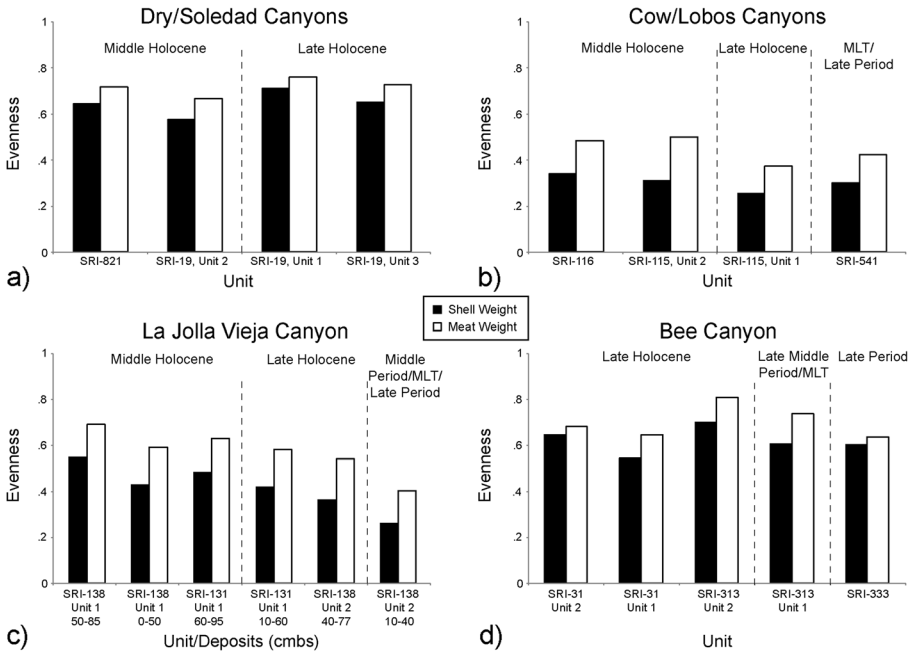 Dry/Soledad Canyons
Middle Holocene
Late Holocene
Evenness
1
.8
.6
.4
.2
0
SRI-821
SRI-19, Unit 2
SRI-19, Unit 1
SRI-19, Unit 3
Unit
a)
Cow/Lobos Canyons
Middle Holocene
Late Holocene
MLT/
Late Period
Evenness
1
.8
.6
.4
.2
0
SRI-116
SRI-115, Unit 2
SRI-115, Unit 1
SRI-541
Unit
b)
Shell Weight
Meat Weight
La Jolla Vieja Canyon
Middle Holocene
Late Holocene
Middle
Period/MLT/
Late Period
Evenness
1
.8
.6
.4
.2
0
SRI-138
Unit 1
50-85
SRI-138
Unit 1
0-50
SRI-131
Unit 1
60-95
SRI-131
Unit 1
10-60
SRI-138
Unit 2
40-77
SRI-138
Unit 2
10-40
Unit/Deposits (cmbs)
c)
Bee Canyon
Late Holocene
Late Middle
Period/MLT
Late Period
Evenness
1
.8
.6
.4
.2
0
SRI-31
Unit 2
SRI-31
Unit 1
SRI-313
Unit 2
SRI-313
Unit 1
SRI-333
Unit
d)